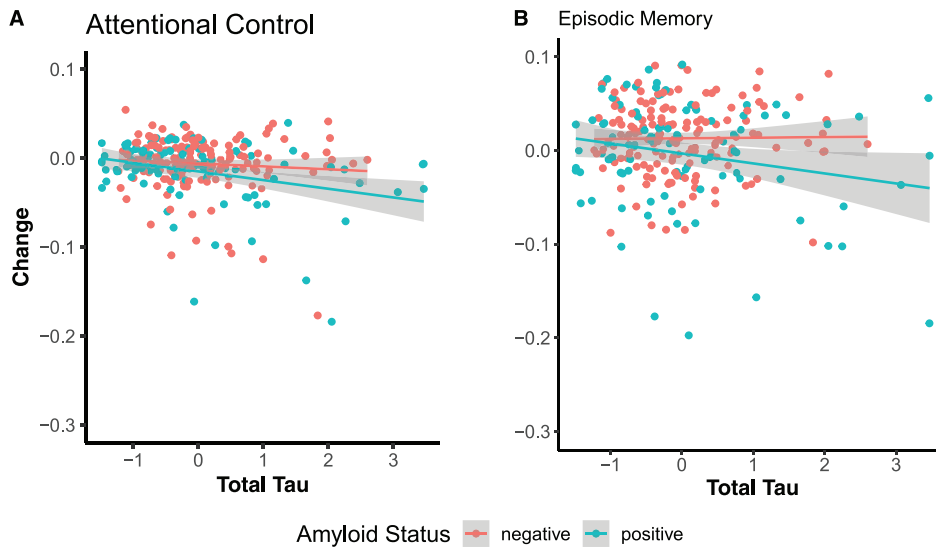 A
Attentional Control
0.1
0.0
−0.1
−0.2
−0.3
Change
−1 0 1 2 3
Total Tau
B
Episodic Memory
0.1
0.0
−0.1
−0.2
−0.3
−1 0 1 2 3
Total Tau
Amyloid Status negative positive